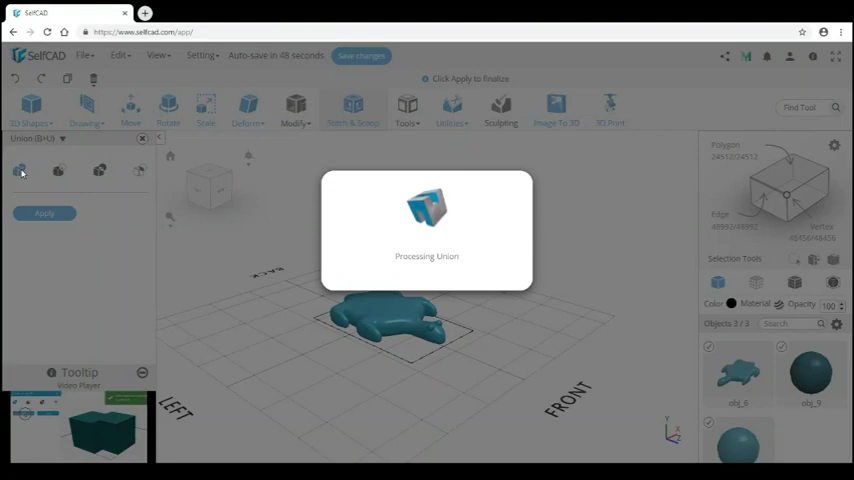 SelfCAD
https://www.selfcad.com/app/
SelfCAD File Edit View Setting Auto-save in 48 seconds Save changes
Click Apply to finalize
3D Shapes Drawing Move Rotate Scale Deform Modify Stitch & Scoop Tools Utilities Sculpting Image To 3D 3D Print Find Tool
Union (B+U)
Apply
Processing Union
Polygon
24512/24512
Edge
48992/48992
Vertex
48456/48456
Selection Tools
Color Material Opacity 100
Objects 3 / 3 Search
obj_6 obj_9
BACK
LEFT
FRONT
Y
X
Z
Tooltip
Video Player